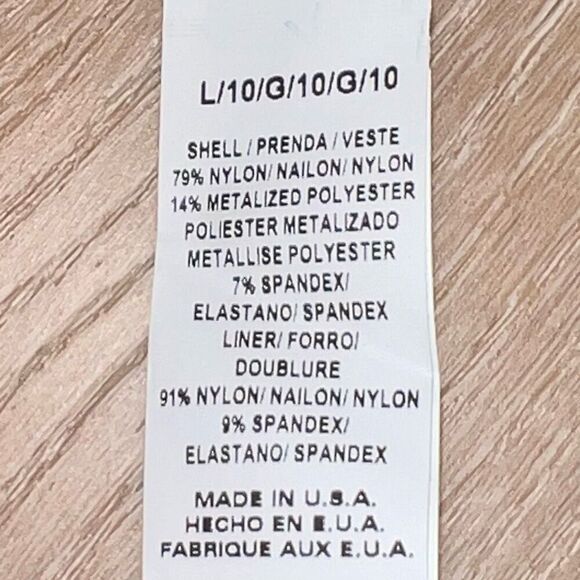 L/10/G/10/G/10
SHELL / PRENDA / VESTE
79% NYLON/ NAILON/ NYLON
14% METALIZED POLYESTER
POLIESTER METALIZADO
METALLISE POLYESTER
7% SPANDEX/
ELASTANO/ SPANDEX
LINER/ FORRO/
DOUBLURE
91% NYLON/ NAILON/ NYLON
9% SPANDEX/
ELASTANO/ SPANDEX
MADE IN U.S.A.
HECHO EN E.U.A.
FABRIQUE AUX E.U.A.